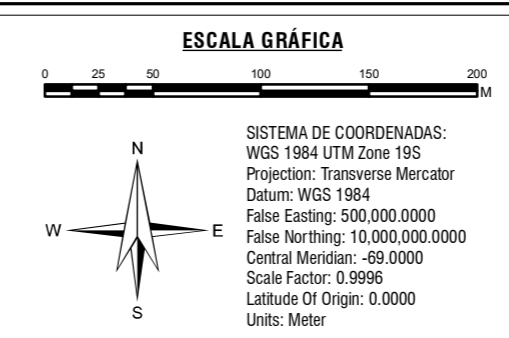 ESCALA GRÁFICA
0 25 50 100 150 200
M
N
W E
S
SISTEMA DE COORDENADAS:
WGS 1984 UTM Zone 19S
Projection: Transverse Mercator
Datum: WGS 1984
False Easting: 500,000.0000
False Northing: 10,000,000.0000
Central Meridian: -69.0000
Scale Factor: 0.9996
Latitude Of Origin: 0.0000
Units: Meter